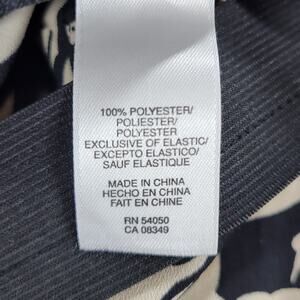 100% POLYESTER/
POLIESTER/
POLYESTER
EXCLUSIVE OF ELASTIC/
EXCEPTO ELASTICO/
SAUF ELASTIQUE
MADE IN CHINA
HECHO EN CHINA
FAIT EN CHINE
RN 54050
CA 08349